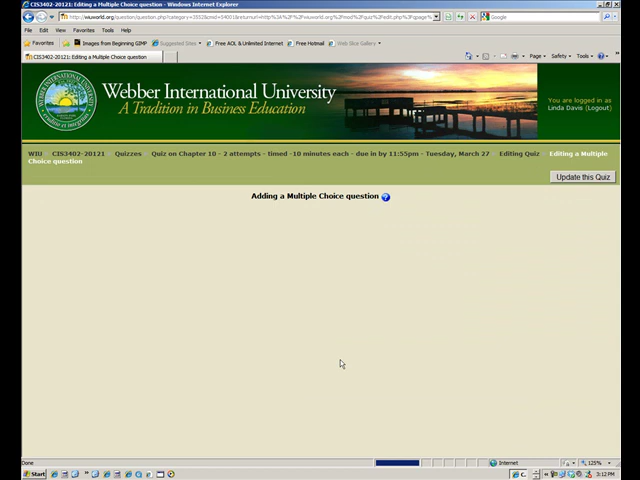 CIS3402-20121: Editing a Multiple Choice question - Windows Internet Explorer
Google
File Edit View Favorites Tools Help
Favorites Images from Beginning GIMP Suggested Sites Free AOL & Unlimited Internet Free Hotmail Web Slice Gallery
CIS3402-20121: Editing a Multiple Choice question Page Safety Tools
Webber International University
A Tradition in Business Education
You are logged in as
Linda Davis (Logout)
WIU CIS3402-20121 Quizzes Quiz on Chapter 10 - 2 attempts - timed -10 minutes each - due in by 11:55pm - Tuesday, March 27 Editing Quiz Editing a Multiple
Choice question
Update this Quiz
Adding a Multiple Choice question
Done Internet 125%
Start C. 3:12 PM